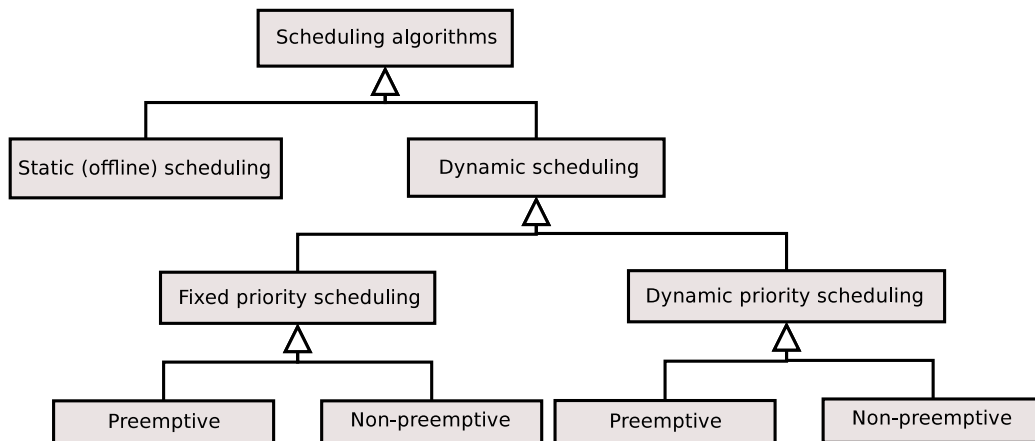 Scheduling algorithms
Static (offline) scheduling
Dynamic scheduling
Fixed priority scheduling
Dynamic priority scheduling
Preemptive
Non-preemptive
Preemptive
Non-preemptive